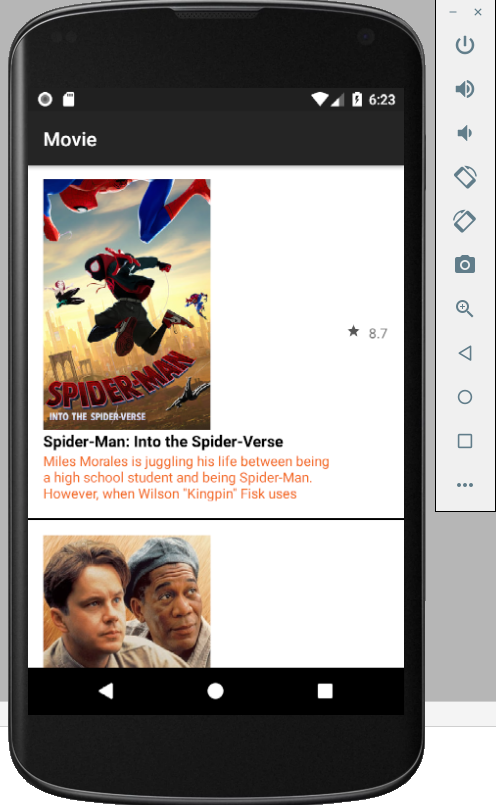 6:23
Movie
SPIDER-MAN
INTO THE SPIDER-VERSE
8.7
Spider-Man: Into the Spider-Verse
Miles Morales is juggling his life between being
a high school student and being Spider-Man.
However, when Wilson "Kingpin" Fisk uses